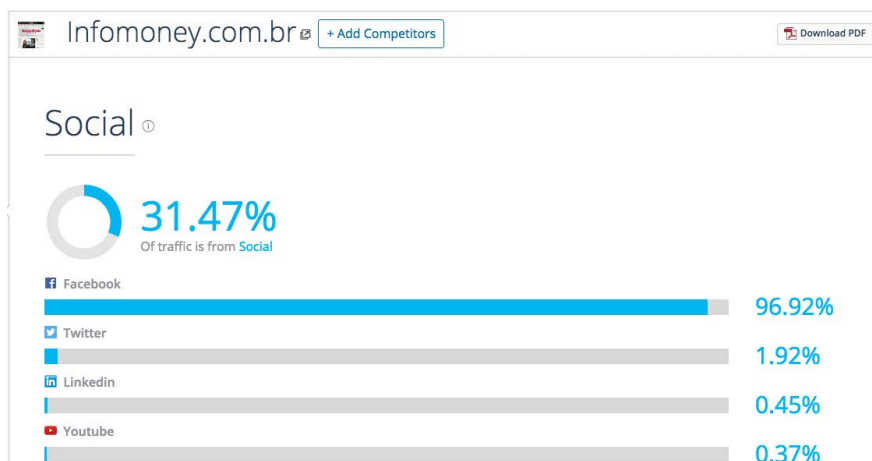 Infomoney.com.br + Add Competitors Download PDF
Social
31.47%
Of traffic is from Social
Facebook
96.92%
Twitter
1.92%
Linkedin
0.45%
Youtube
0.37%